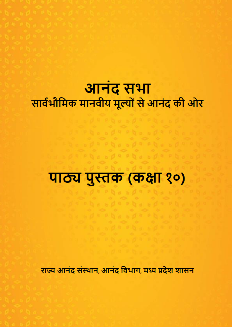 आनंद सभा
सार्वभौमिक मानवीय मूल्यों से आनंद की ओर
पाठ्य पुस्तक (कक्षा १०)
राज्य आनंद संस्थान, आनंद विभाग, मध्य प्रदेश शासन